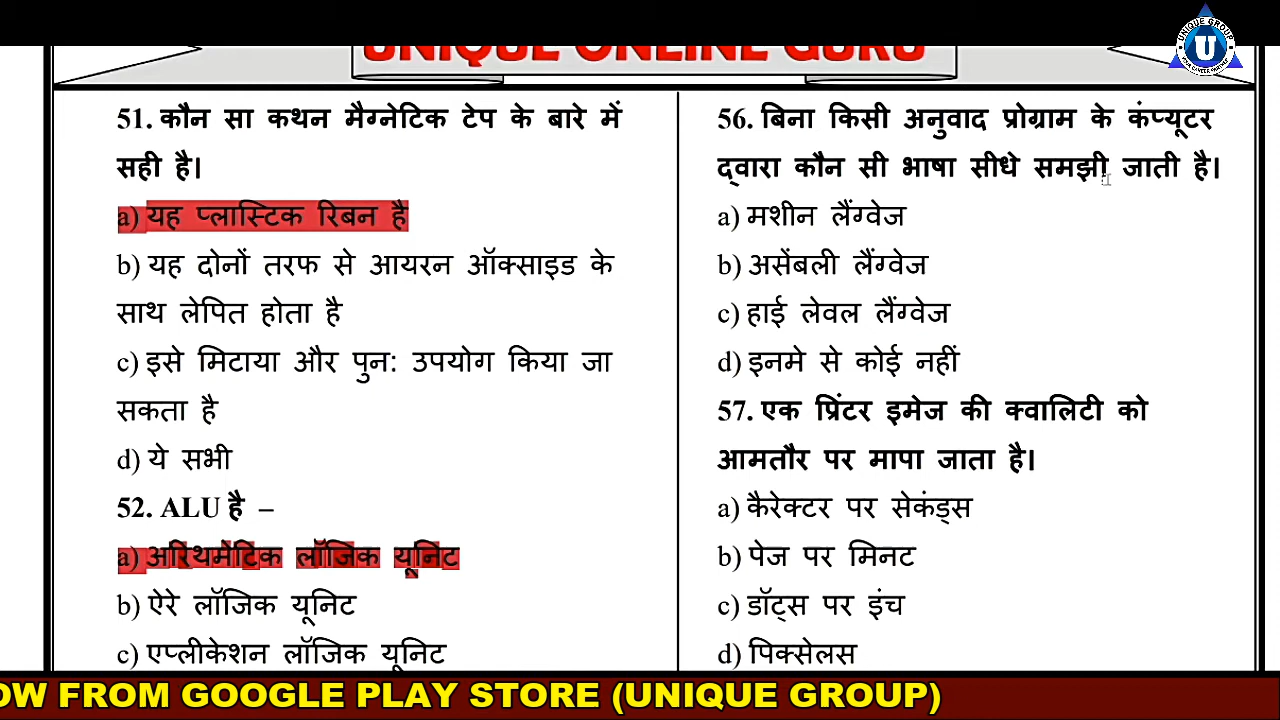 UNIQUE ONLINE GURU
UNIQUE GROUP
U
51. कौन सा कथन मैग्नेटिक टेप के बारे में
सही है।
a) यह प्लास्टिक रिबन है
b) यह दोनों तरफ से आयरन ऑक्साइड के
साथ लेपित होता है
c) इसे मिटाया और पुन: उपयोग किया जा
सकता है
d) ये सभी
52. ALU है –
a) अरिथमेटिक लॉजिक यूनिट
b) ऐरे लॉजिक यूनिट
c) एप्लीकेशन लॉजिक यूनिट
56. बिना किसी अनुवाद प्रोग्राम के कंप्यूटर
द्वारा कौन सी भाषा सीधे समझी जाती है।
a) मशीन लैंग्वेज
b) असेंबली लैंग्वेज
c) हाई लेवल लैंग्वेज
d) इनमे से कोई नहीं
57. एक प्रिंटर इमेज की क्वालिटी को
आमतौर पर मापा जाता है।
a) कैरेक्टर पर सेकंड्स
b) पेज पर मिनट
c) डॉट्स पर इंच
d) पिक्सेलस
OW FROM GOOGLE PLAY STORE (UNIQUE GROUP)